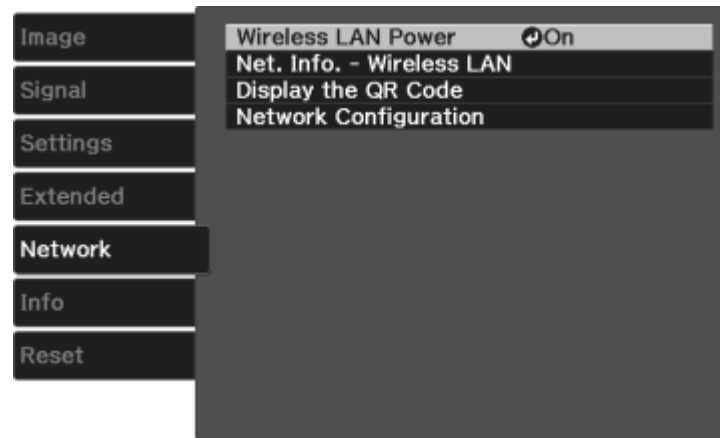 Image
Signal
Settings
Extended
Network
Info
Reset
Wireless LAN Power On
Net. Info. - Wireless LAN
Display the QR Code
Network Configuration